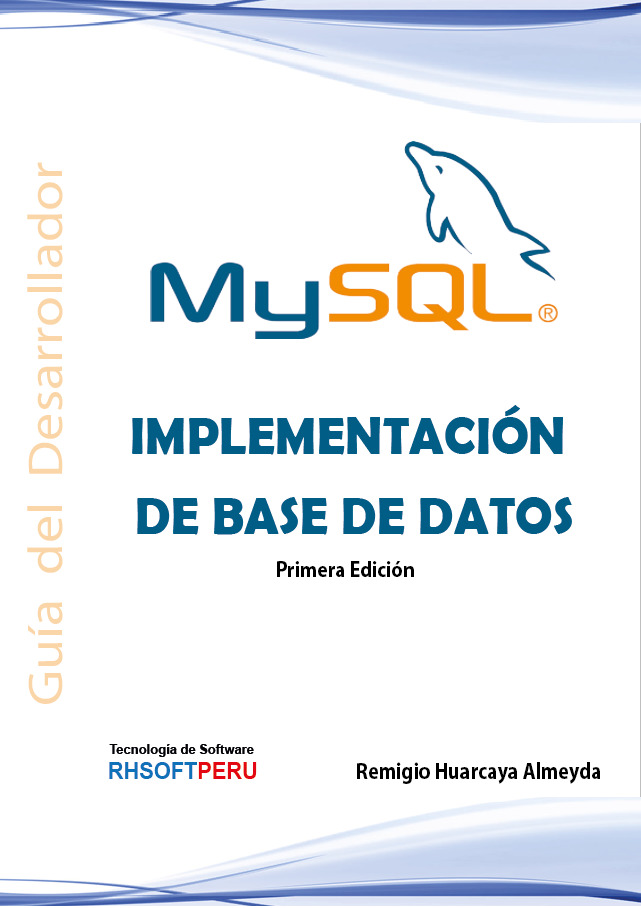 Guía del Desarrollador
MySQL®
IMPLEMENTACIÓN
DE BASE DE DATOS
Primera Edición
Tecnología de Software
RHSOFTPERU
Remigio Huarcaya Almeyda